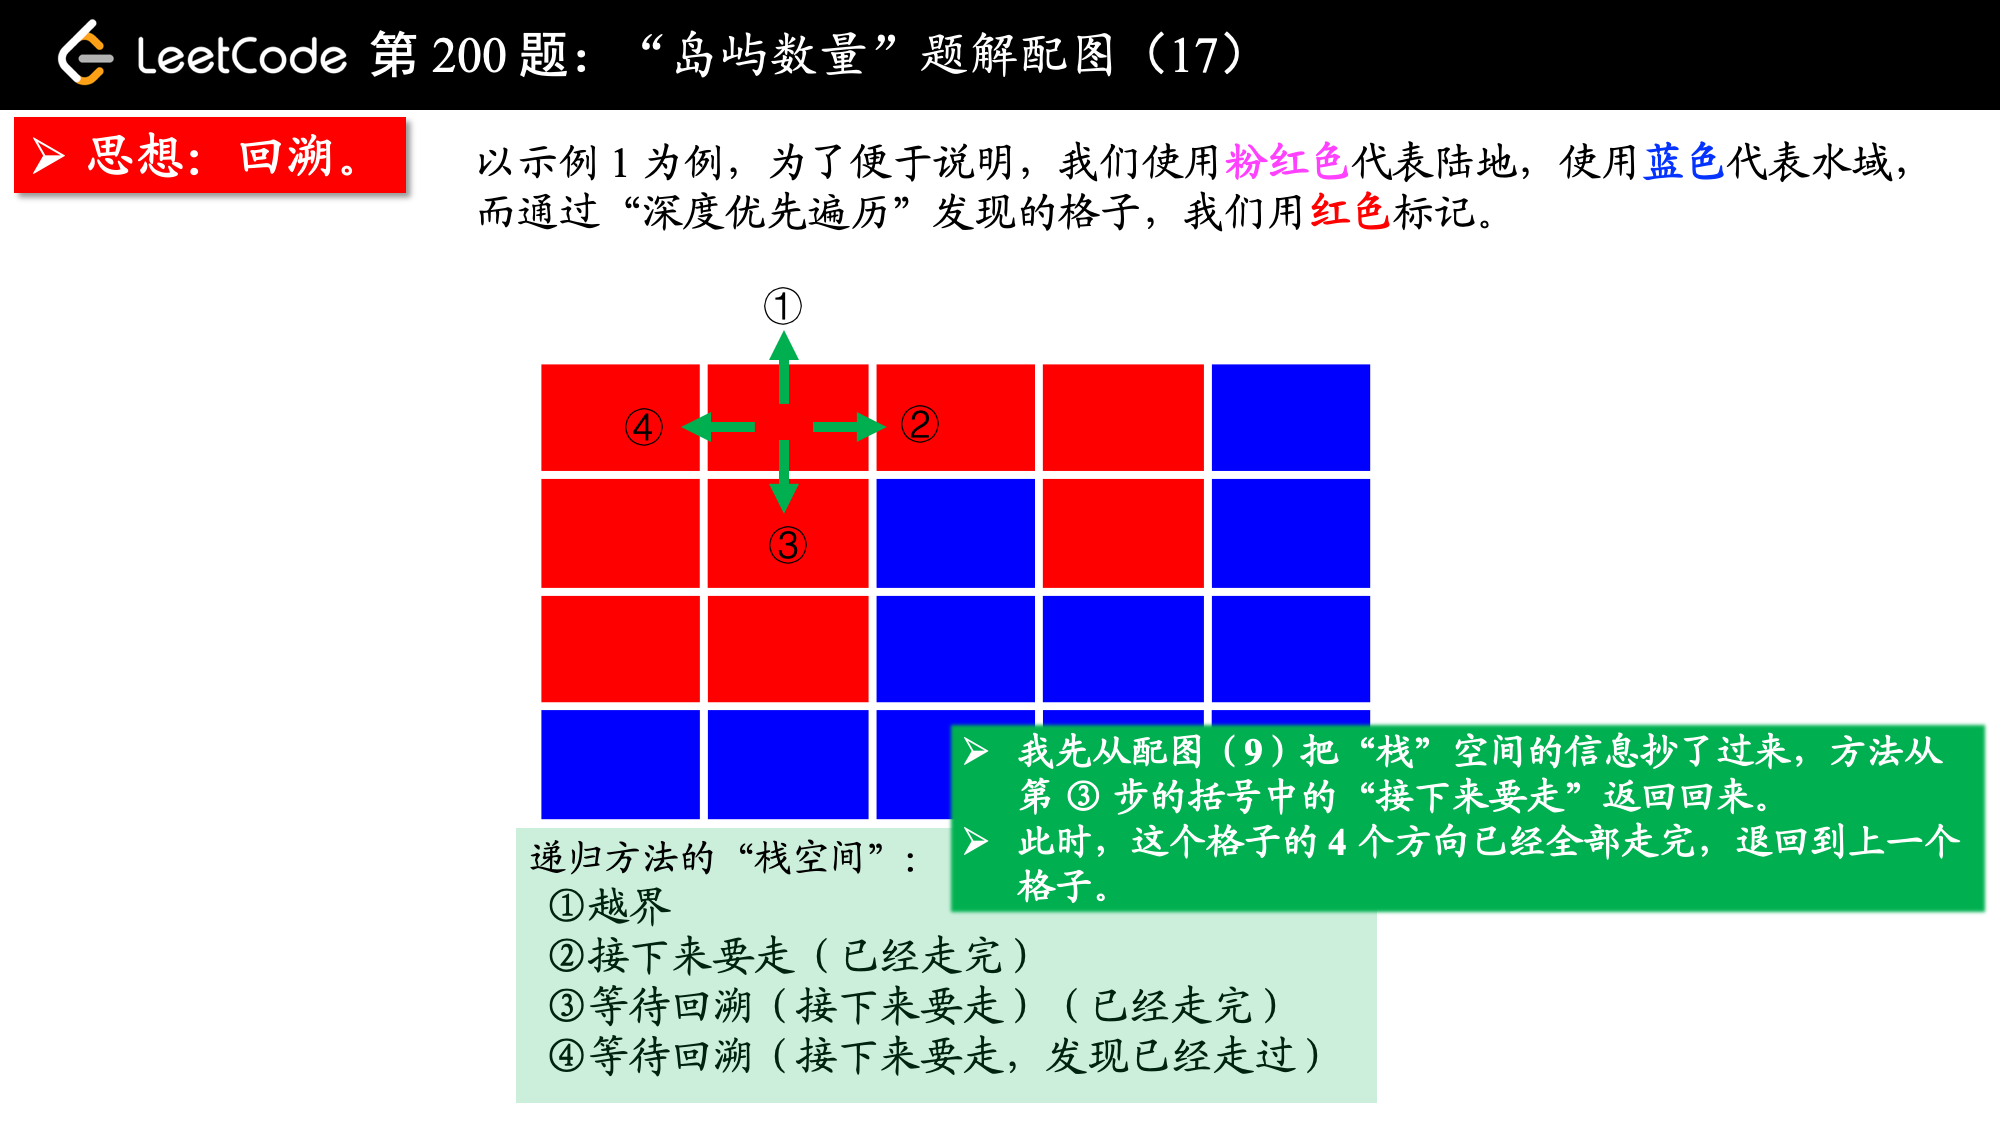 LeetCode 第 200 题：“岛屿数量”题解配图（17）
➢ 思想：回溯。
以示例 1 为例，为了便于说明，我们使用粉红色代表陆地，使用蓝色代表水域，
而通过“深度优先遍历”发现的格子，我们用红色标记。
①
④
②
③
➢ 我先从配图（9）把“栈”空间的信息抄了过来，方法从
第 ③ 步的括号中的“接下来要走”返回回来。
➢ 此时，这个格子的 4 个方向已经全部走完，退回到上一个
格子。
递归方法的“栈空间”：
①越界
②接下来要走（已经走完）
③等待回溯（接下来要走）（已经走完）
④等待回溯（接下来要走，发现已经走过）